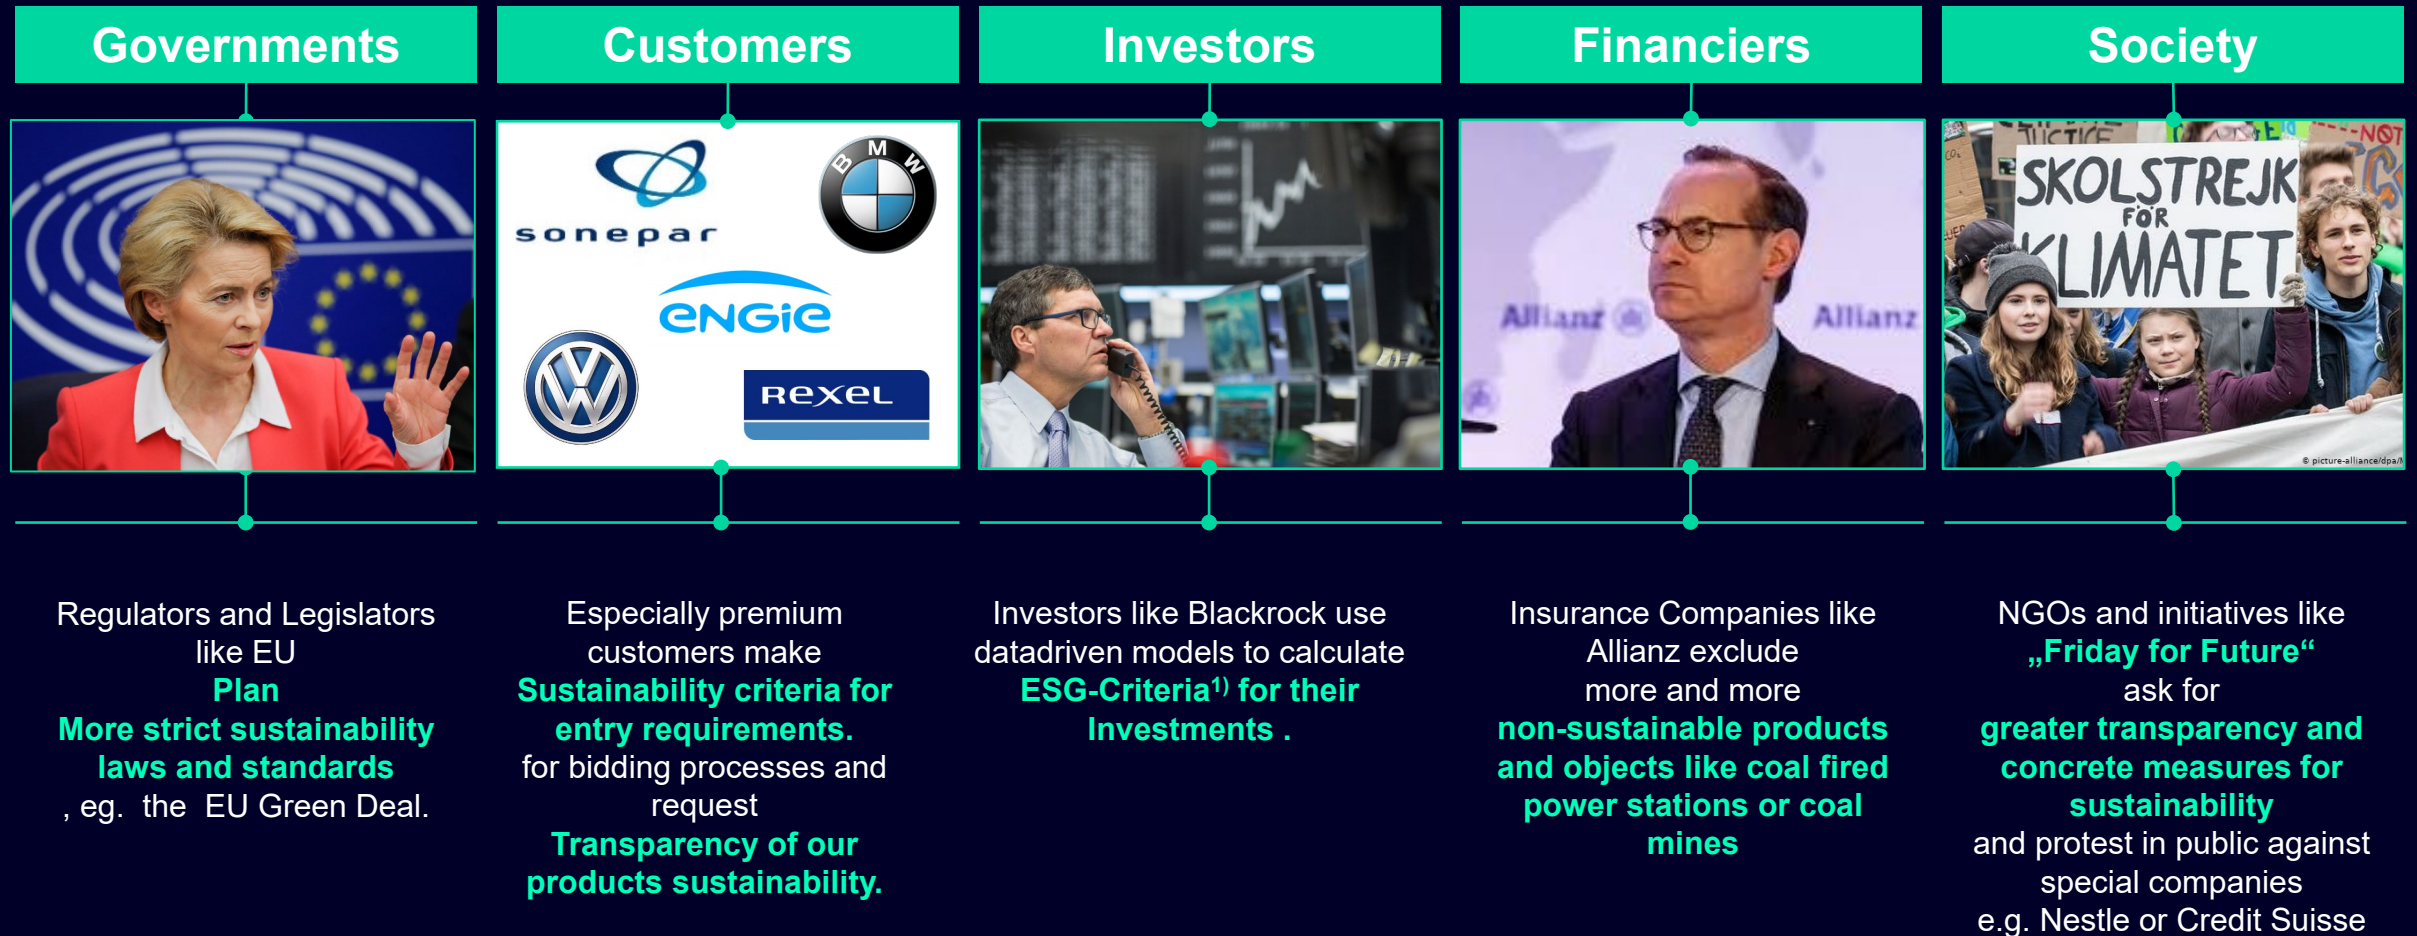 Governments
Customers
Investors
Financiers
Society
sonepar
BMW
ENGIE
VW
REXEL
Allianz
Allianz
JUSTICE
NOT
CO₂
SKOLSTREJK
FÖR
KLIMATET
© picture-alliance/dpa/
Regulators and Legislators
like EU
Plan
More strict sustainability
laws and standards
, eg. the EU Green Deal.
Especially premium
customers make
Sustainability criteria for
entry requirements.
for bidding processes and
request
Transparency of our
products sustainability.
Investors like Blackrock use
datadriven models to calculate
ESG-Criteria¹⁾ for their
Investments .
Insurance Companies like
Allianz exclude
more and more
non-sustainable products
and objects like coal fired
power stations or coal
mines
NGOs and initiatives like
„Friday for Future“
ask for
greater transparency and
concrete measures for
sustainability
and protest in public against
special companies
e.g. Nestle or Credit Suisse